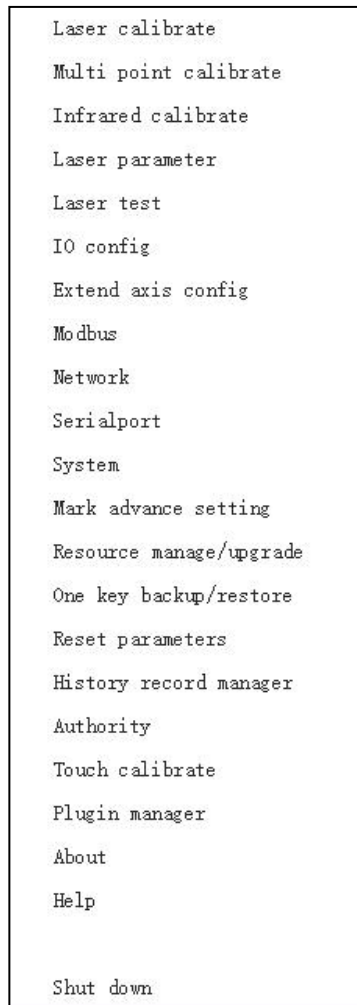 Laser calibrate
Multi point calibrate
Infrared calibrate
Laser parameter
Laser test
IO config
Extend axis config
Modbus
Network
Serialport
System
Mark advance setting
Resource manage/upgrade
One key backup/restore
Reset parameters
History record manager
Authority
Touch calibrate
Plugin manager
About
Help
Shut down